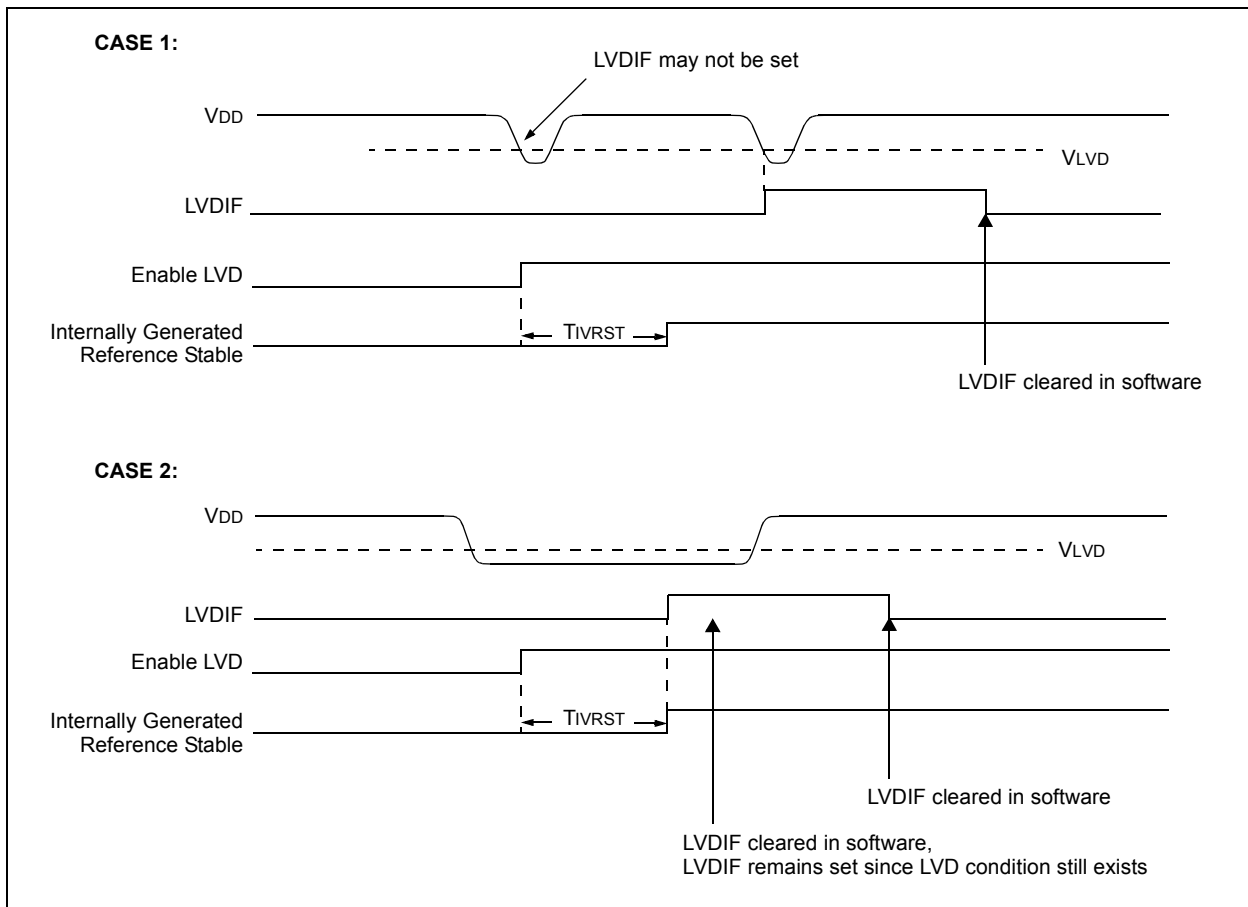 CASE 1:
LVDIF may not be set
VDD
VLVD
LVDIF
Enable LVD
TIVRST
Internally Generated
Reference Stable
LVDIF cleared in software
CASE 2:
VDD
VLVD
LVDIF
Enable LVD
TIVRST
Internally Generated
Reference Stable
LVDIF cleared in software
LVDIF cleared in software,
LVDIF remains set since LVD condition still exists